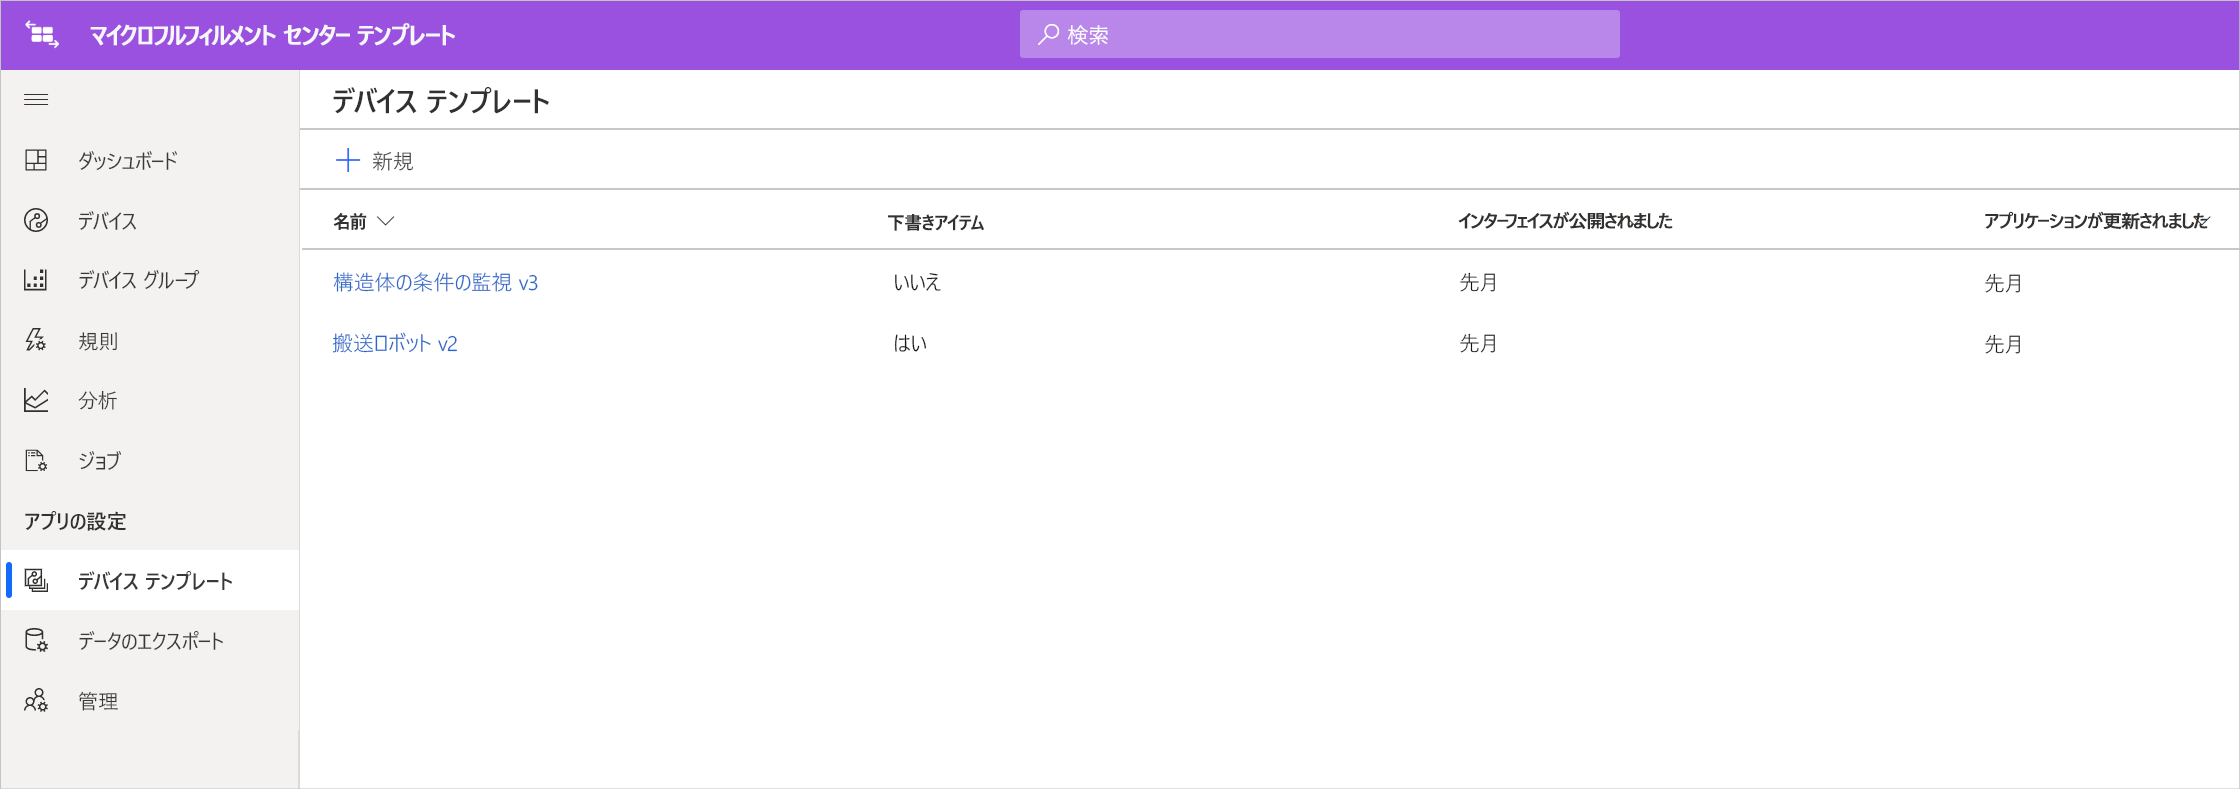 マイクロフルフィルメント センター テンプレート
検索
デバイス テンプレート
新規
ダッシュボード
デバイス
デバイス グループ
規則
分析
ジョブ
アプリの設定
デバイス テンプレート
データのエクスポート
管理
名前 下書きアイテム インターフェイスが公開されました アプリケーションが更新されました
構造体の条件の監視 v3 いいえ 先月 先月
搬送ロボット v2 はい 先月 先月